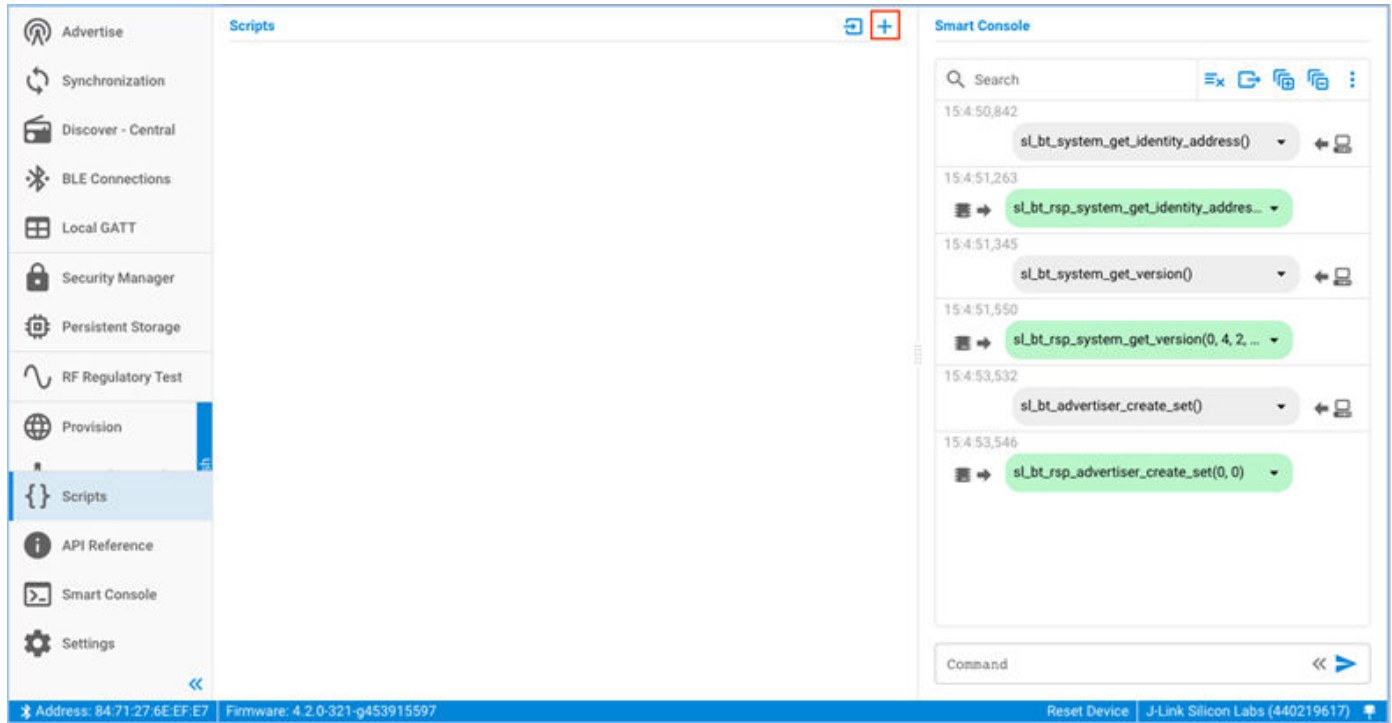 Advertise
Synchronization
Discover - Central
BLE Connections
Local GATT
Security Manager
Persistent Storage
RF Regulatory Test
Provision
Scripts
API Reference
Smart Console
Settings
Scripts
Smart Console
Search
15:4:50,842
sl_bt_system_get_identity_address()
15:4:51,263
sl_bt_rsp_system_get_identity_addres...
15:4:51,345
sl_bt_system_get_version()
15:4:51,550
sl_bt_rsp_system_get_version(0, 4, 2, ...
15:4:53,532
sl_bt_advertiser_create_set()
15:4:53,546
sl_bt_rsp_advertiser_create_set(0, 0)
Command
Address: 84:71:27:6E:EF:E7
Firmware: 4.2.0-321-g453915597
Reset Device
J-Link Silicon Labs (440219617)